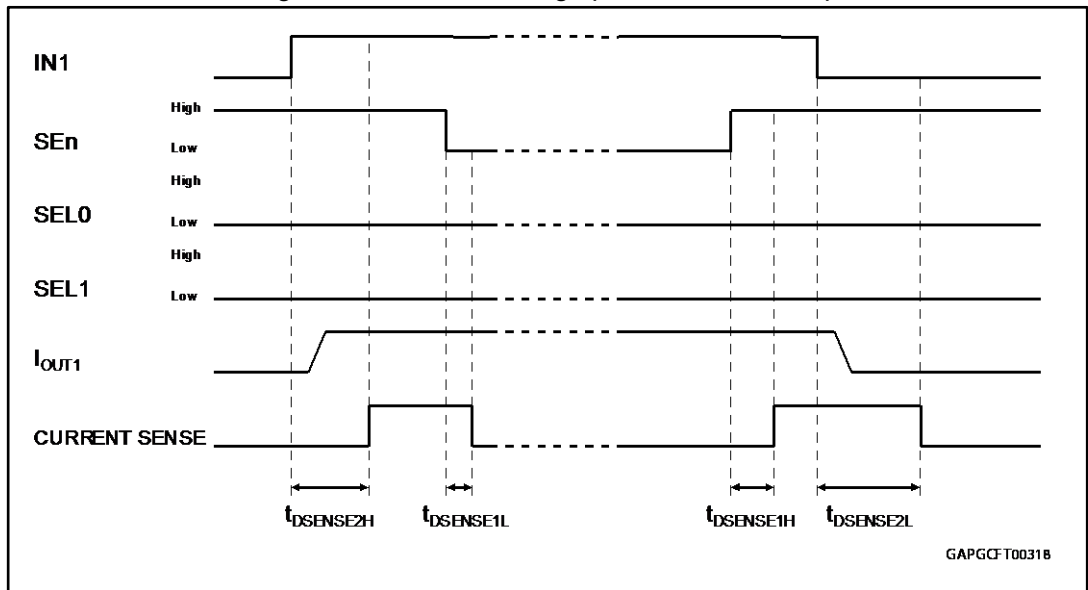 IN1
High
SEn
Low
High
SEL0
Low
High
SEL1
Low
IOUT1
CURRENT SENSE
tDSENSE2H tDSENSE1L tDSENSE1H tDSENSE2L
GAPGCFT00318